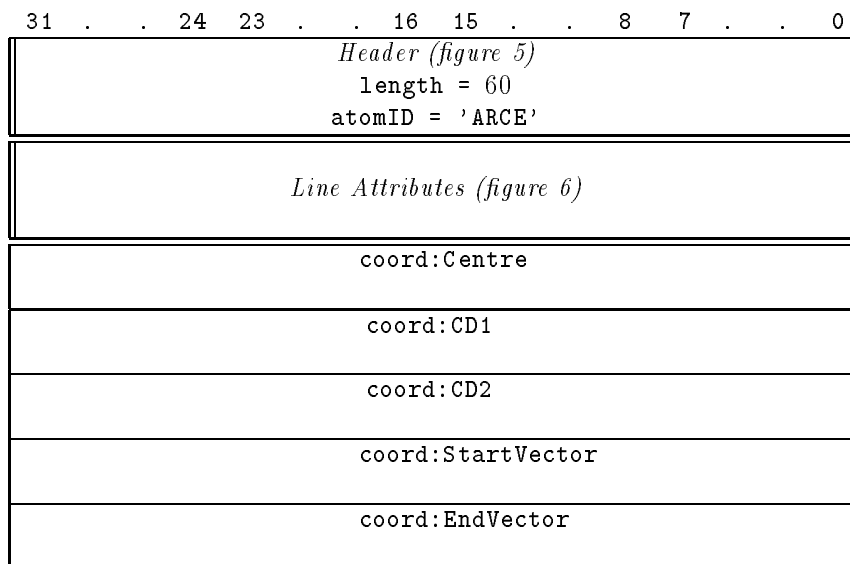 31 . . 24 23 . . 16 15 . . 8 7 . . 0
Header (figure 5)
length = 60
atomID = 'ARCE'
Line Attributes (figure 6)
coord:Centre
coord:CD1
coord:CD2
coord:StartVector
coord:EndVector